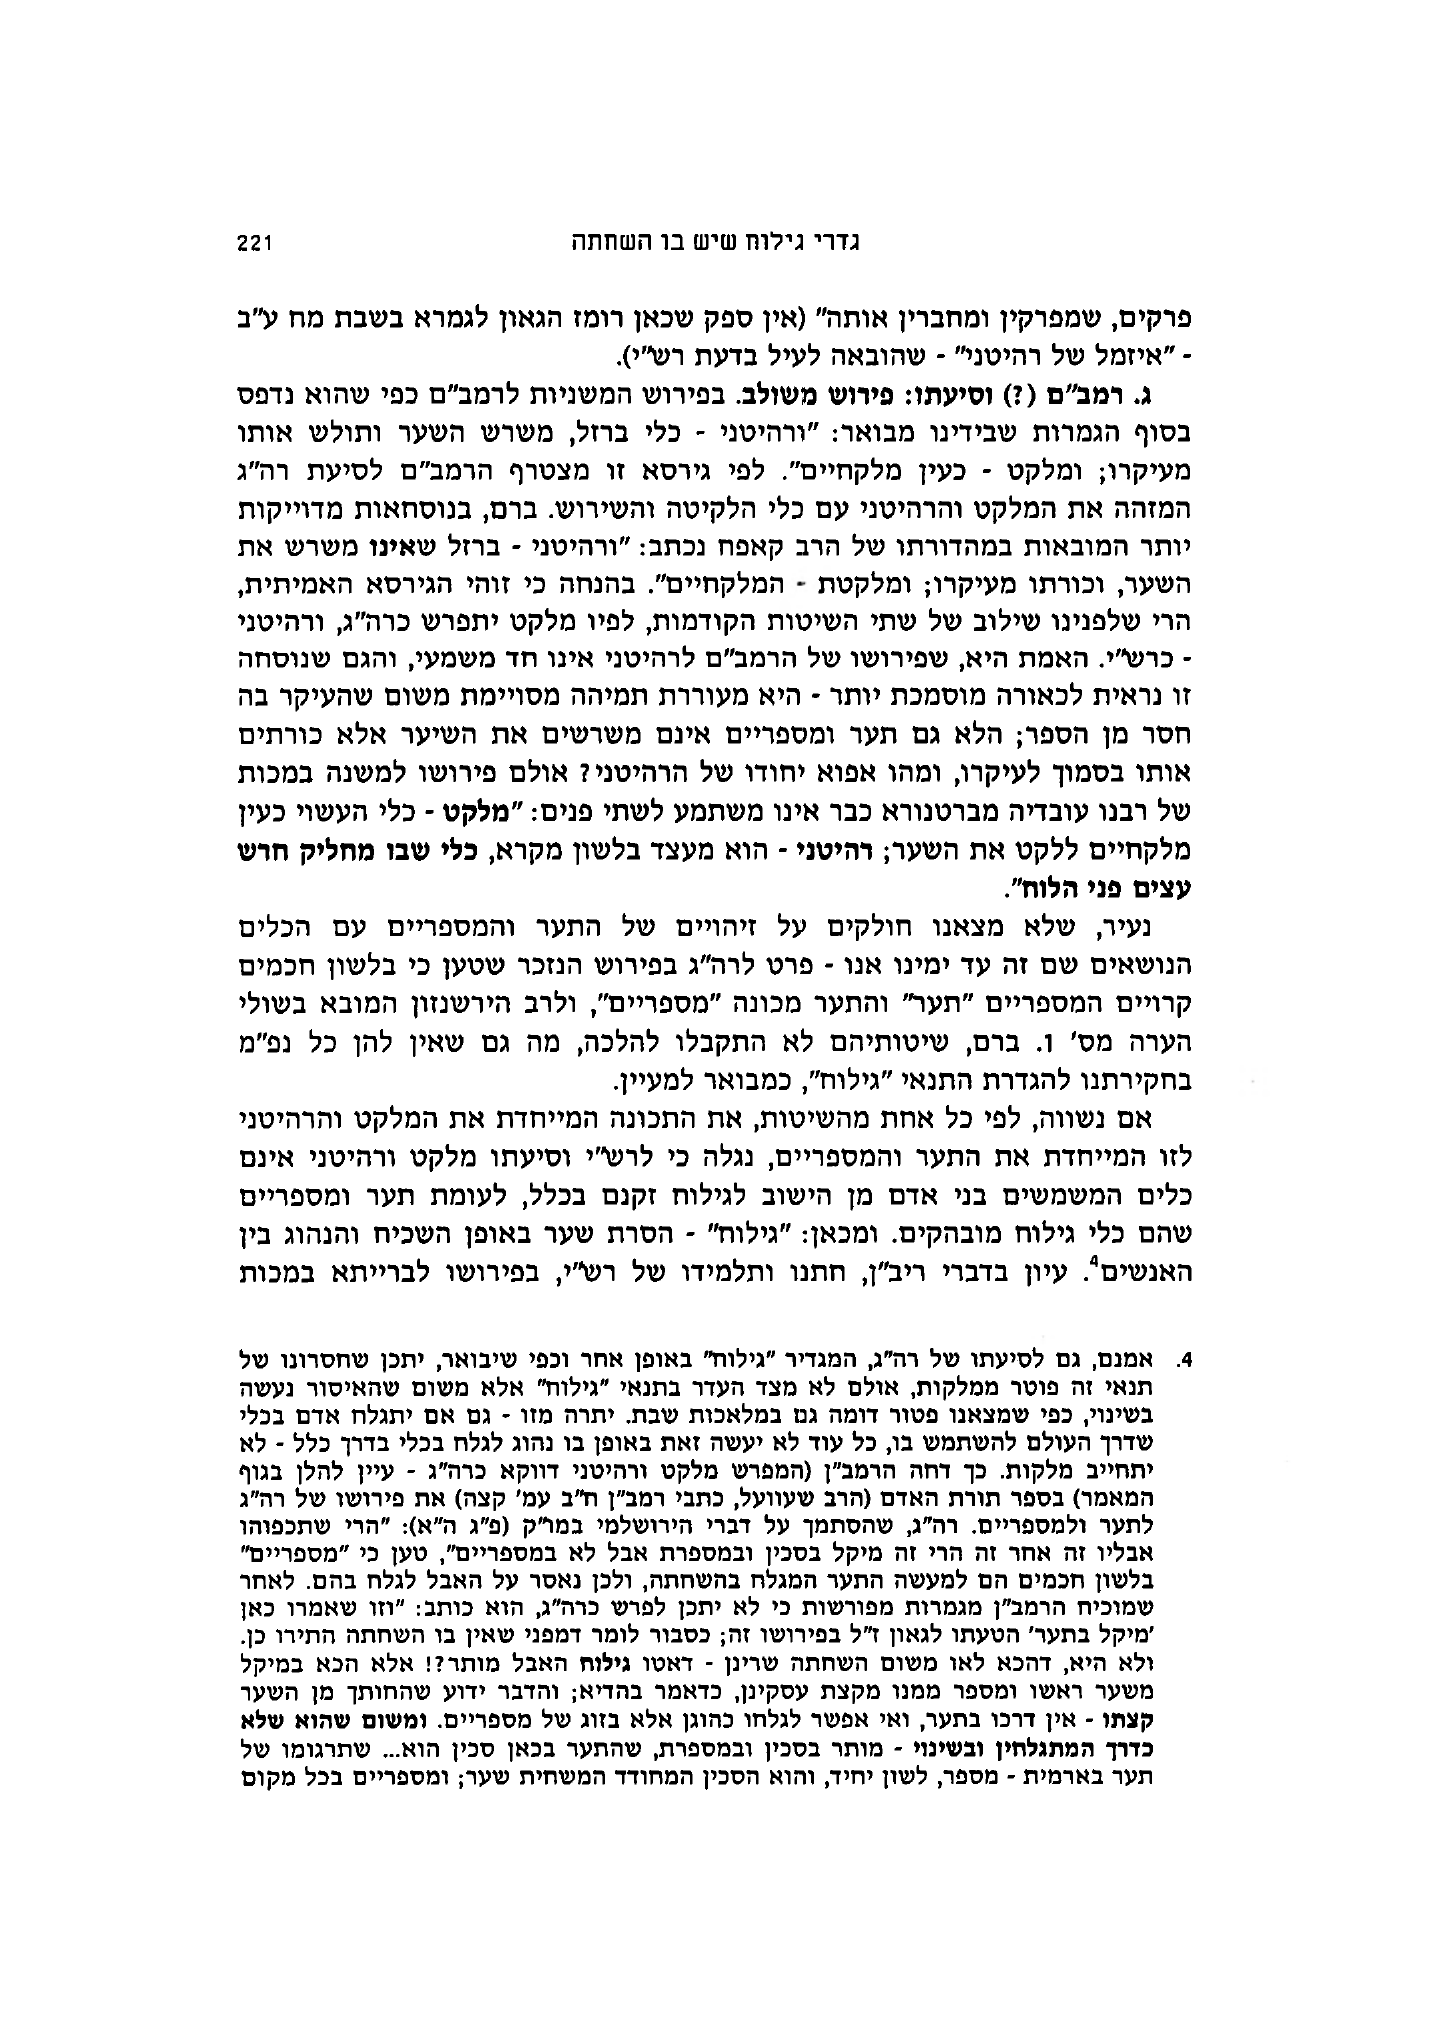 גדרי גילוח שיש בו השחתה 221
פרקים, שמפרקין ומחברין אותה" (אין ספק שכאן רומז הגאון לגמרא בשבת מח ע"ב
- "איזמל של רהיטני" - שהובאה לעיל בדעת רש"י).
ג. רמב"ם (?) וסיעתו: פירוש משולב. בפירוש המשניות לרמב"ם כפי שהוא נדפס
בסוף הגמרות שבידינו מבואר: "ורהיטני - כלי ברזל, משרש השער ותולש אותו
מעיקרו; ומלקט - כעין מלקחיים". לפי גירסא זו מצטרף הרמב"ם לסיעת רה"ג
המזהה את המלקט והרהיטני עם כלי הלקיטה והשירוש. ברם, בנוסחאות מדוייקות
יותר המובאות במהדורתו של הרב קאפח נכתב: "ורהיטני - ברזל שאינו משרש את
השער, וכורתו מעיקרו; ומלקטת - המלקחיים". בהנחה כי זוהי הגירסא האמיתית,
הרי שלפנינו שילוב של שתי השיטות הקודמות, לפיו מלקט יתפרש כרה"ג, ורהיטני
- כרש"י. האמת היא, שפירושו של הרמב"ם לרהיטני אינו חד משמעי, והגם שנוסחה
זו נראית לכאורה מוסמכת יותר - היא מעוררת תמיהה מסויימת משום שהעיקר בה
חסר מן הספר; הלא גם תער ומספריים אינם משרשים את השיער אלא כורתים
אותו בסמוך לעיקרו, ומהו אפוא יחודו של הרהיטני? אולם פירושו למשנה במכות
של רבנו עובדיה מברטנורא כבר אינו משתמע לשתי פנים: "מלקט - כלי העשוי כעין
מלקחיים ללקט את השער; רהיטני - הוא מעצד בלשון מקרא, כלי שבו מחליק חרש
עצים פני הלוח".
נעיר, שלא מצאנו חולקים על זיהויים של התער והמספריים עם הכלים
הנושאים שם זה עד ימינו אנו - פרט לרה"ג בפירוש הנזכר שטען כי בלשון חכמים
קרויים המספריים "תער" והתער מכונה "מספריים", ולרב הירשנזון המובא בשולי
הערה מס' 1. ברם, שיטותיהם לא התקבלו להלכה, מה גם שאין להן כל נפ"מ
בחקירתנו להגדרת התנאי "גילוח", כמבואר למעיין.
אם נשווה, לפי כל אחת מהשיטות, את התכונה המייחדת את המלקט והרהיטני
לזו המייחדת את התער והמספריים, נגלה כי לרש"י וסיעתו מלקט ורהיטני אינם
כלים המשמשים בני אדם מן הישוב לגילוח זקנם בכלל, לעומת תער ומספריים
שהם כלי גילוח מובהקים. ומכאן: "גילוח" - הסרת שער באופן השכיח והנהוג בין
האנשים4. עיון בדברי ריב"ן, חתנו ותלמידו של רש"י, בפירושו לברייתא במכות
4. אמנם, גם לסיעתו של רה"ג, המגדיר "גילוח" באופן אחר וכפי שיבואר, יתכן שחסרונו של
תנאי זה פוטר ממלקות, אולם לא מצד העדר בתנאי "גילוח" אלא משום שהאיסור נעשה
בשינוי, כפי שמצאנו פטור דומה גם במלאכות שבת. יתרה מזו - גם אם יתגלח אדם בכלי
שדרך העולם להשתמש בו, כל עוד לא יעשה זאת באופן בו נהוג לגלח בכלי בדרך כלל - לא
יתחייב מלקות. כך דחה הרמב"ן (המפרש מלקט ורהיטני דווקא כרה"ג - עיין להלן בגוף
המאמר) בספר תורת האדם (הרב שעוועל, כתבי רמב"ן ח"ב עמ' קצה) את פירושו של רה"ג
לתער ולמספריים. רה"ג, שהסתמך על דברי הירושלמי במו"ק (פ"ג ה"א): "הרי שתכפוהו
אבליו זה אחר זה הרי זה מיקל בסכין ובמספרת אבל לא במספריים", טען כי "מספריים"
בלשון חכמים הם למעשה התער המגלח בהשחתה, ולכן נאסר על האבל לגלח בהם. לאחר
שמוכיח הרמב"ן מגמרות מפורשות כי לא יתכן לפרש כרה"ג, הוא כותב: "וזו שאמרו כאן
'מיקל בתער' הטעתו לגאון ז"ל בפירושו זה; כסבור לומר דמפני שאין בו השחתה התירו כן.
ולא היא, דהכא לאו משום השחתה שרינן - דאטו גילוח האבל מותר?! אלא הכא במיקל
משער ראשו ומספר ממנו מקצת עסקינן, כדאמר בהדיא; והדבר ידוע שהחותך מן השער
קצתו - אין דרכו בתער, ואי אפשר לגלחו כהוגן אלא בזוג של מספריים. ומשום שהוא שלא
כדרך המתגלחין ובשינוי - מותר בסכין ובמספרת, שהתער בכאן סכין הוא... שתרגומו של
תער בארמית - מספר, לשון יחיד, והוא הסכין המחודד המשחית שער; ומספריים בכל מקום